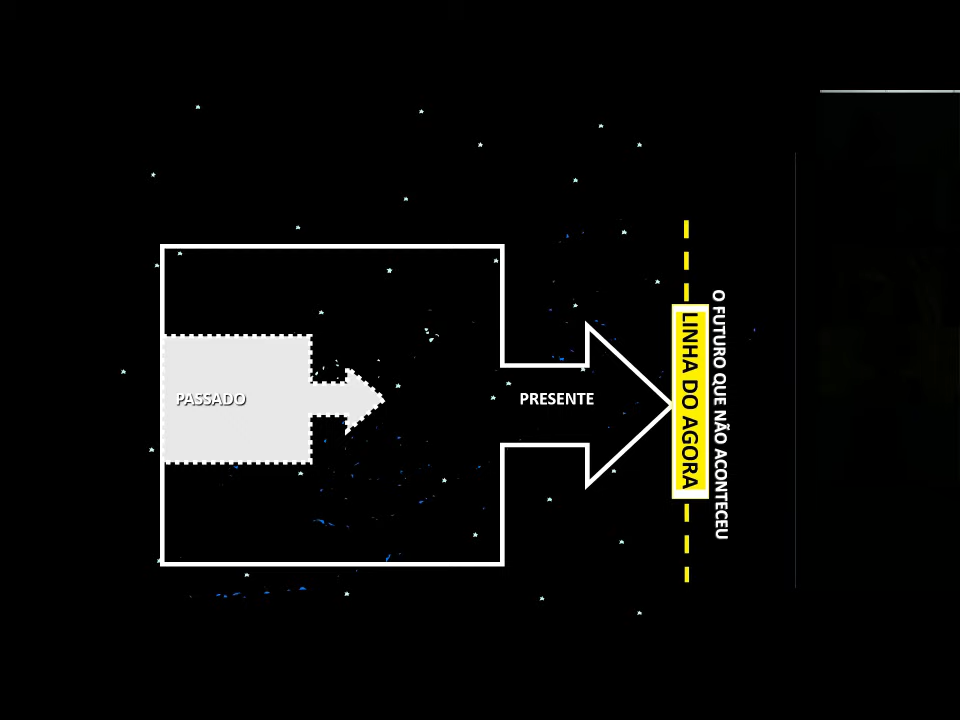 PASSADO
PRESENTE
LINHA DO AGORA
O FUTURO QUE NÃO ACONTECEU